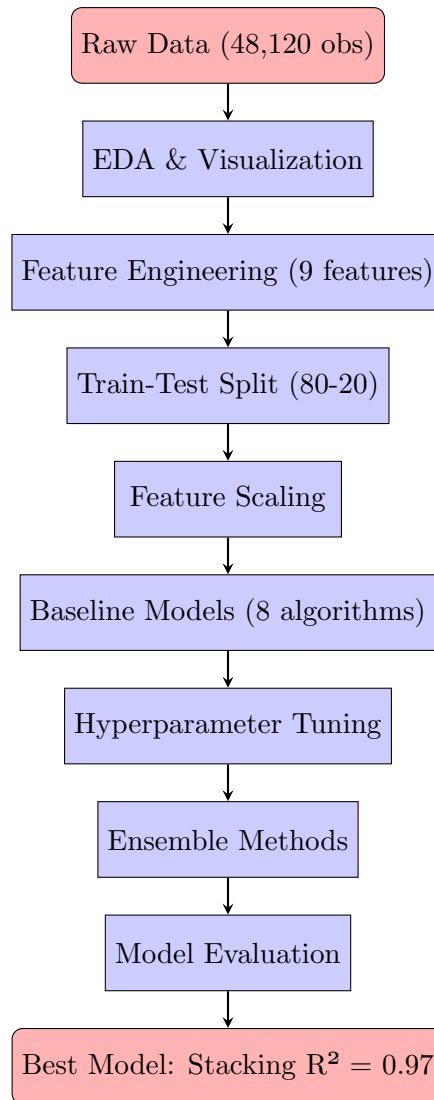 Raw Data (48,120 obs)
EDA & Visualization
Feature Engineering (9 features)
Train-Test Split (80-20)
Feature Scaling
Baseline Models (8 algorithms)
Hyperparameter Tuning
Ensemble Methods
Model Evaluation
Best Model: Stacking R² = 0.97